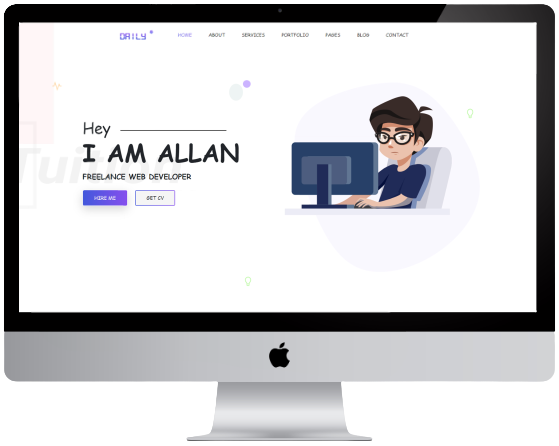 DAILY
HOME ABOUT SERVICES PORTFOLIO PAGES BLOG CONTACT
Hey
I AM ALLAN
FREELANCE WEB DEVELOPER
HIRE ME GET CV